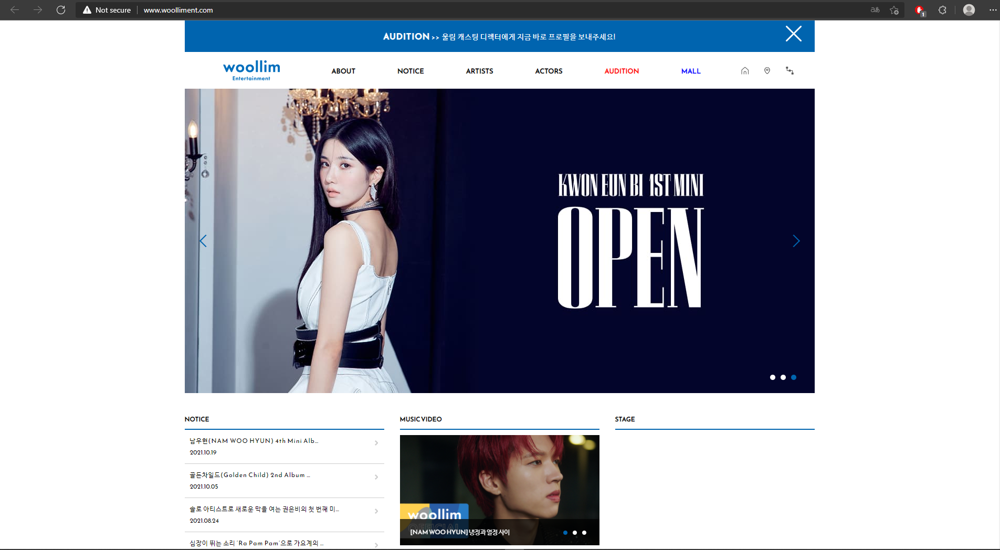 Not secure
www.woolliment.com
aあ
1
AUDITION >> 울림 캐스팅 디렉터에게 지금 바로 프로필을 보내주세요!
woollim
Entertainment
ABOUT
NOTICE
ARTISTS
ACTORS
AUDITION
MALL
KWON EUN BI 1ST MINI
OPEN
NOTICE
남우현(NAM WOO HYUN) 4th Mini Alb...
2021.10.19
골든차일드(Golden Child) 2nd Album ...
2021.10.05
솔로 아티스트로 새로운 막을 여는 권은비의 첫 번째 미...
2021.08.24
심장이 뛰는 소리 'Ra Pam Pam'으로 가요계의 ...
MUSIC VIDEO
woollim
OFFICIAL
[NAM WOO HYUN] 냉정과 열정 사이
STAGE